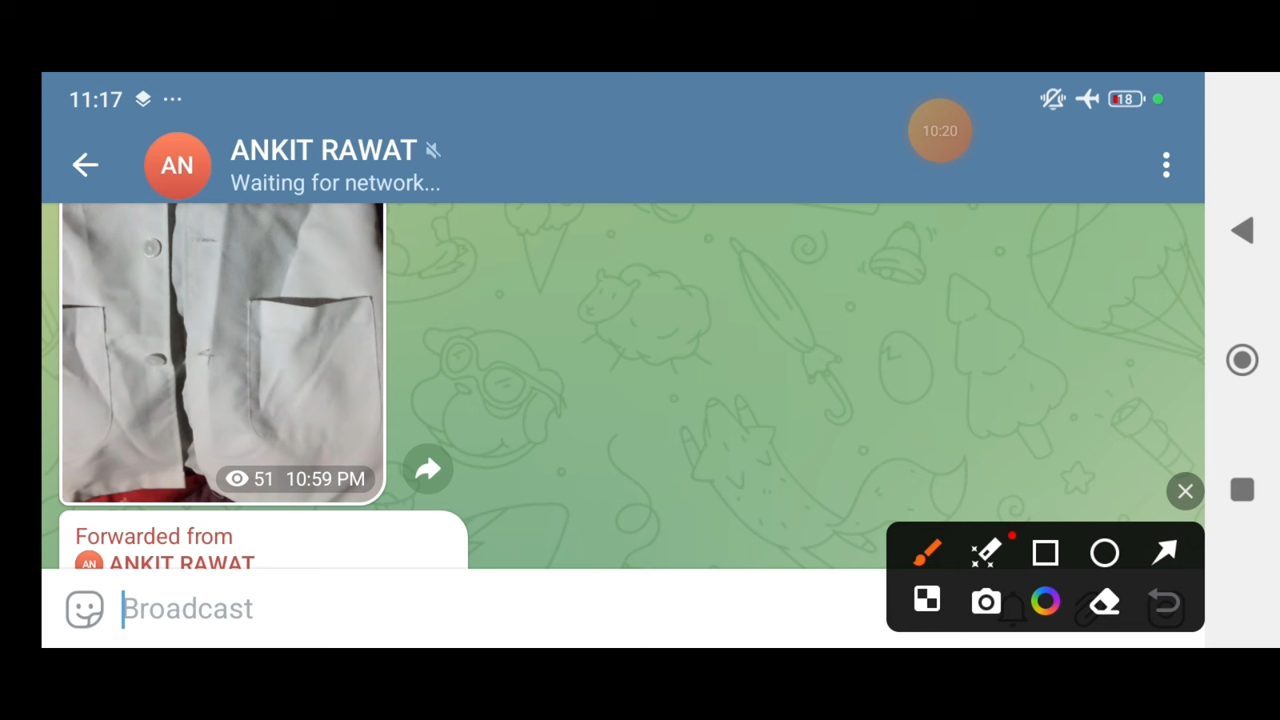 11:17
18
10:20
AN
ANKIT RAWAT
Waiting for network...
51 10:59 PM
Forwarded from
AN ANKIT RAWAT
Broadcast